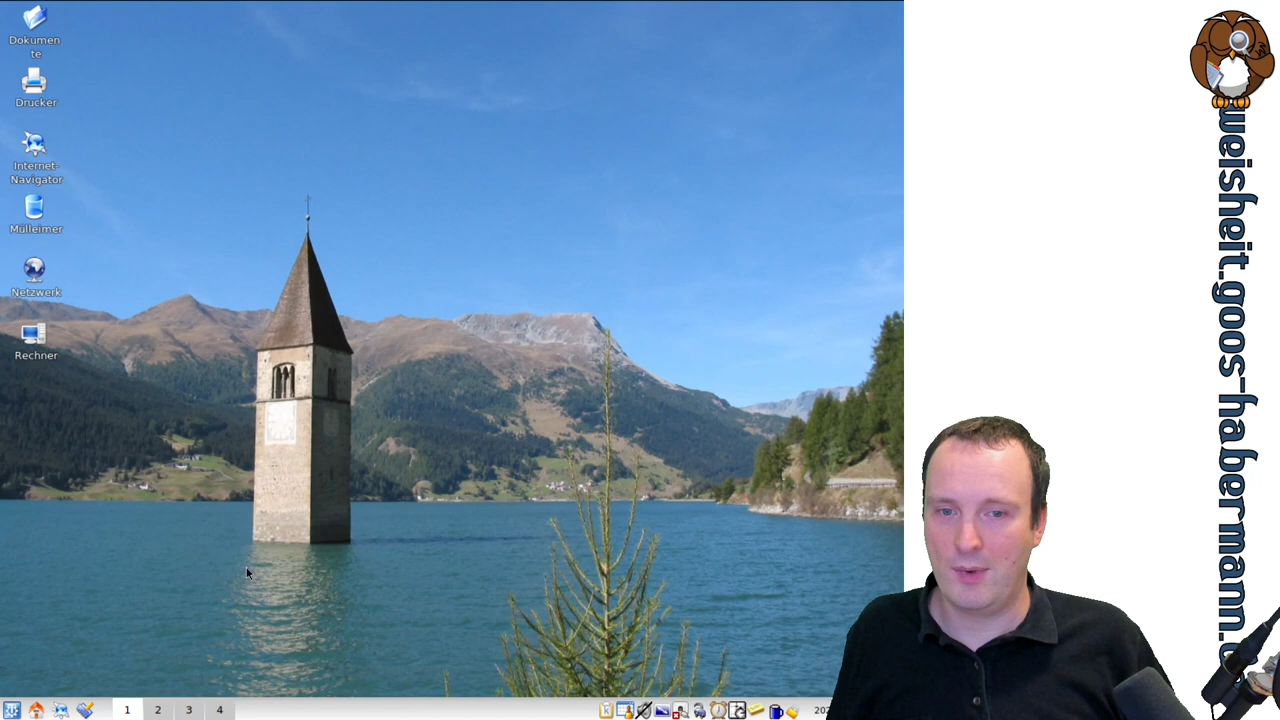 Dokumen
te
Drucker
Internet-
Navigator
Mülleimer
Netzwerk
Rechner
1
2
3
4
weisheit.goos-habermann.